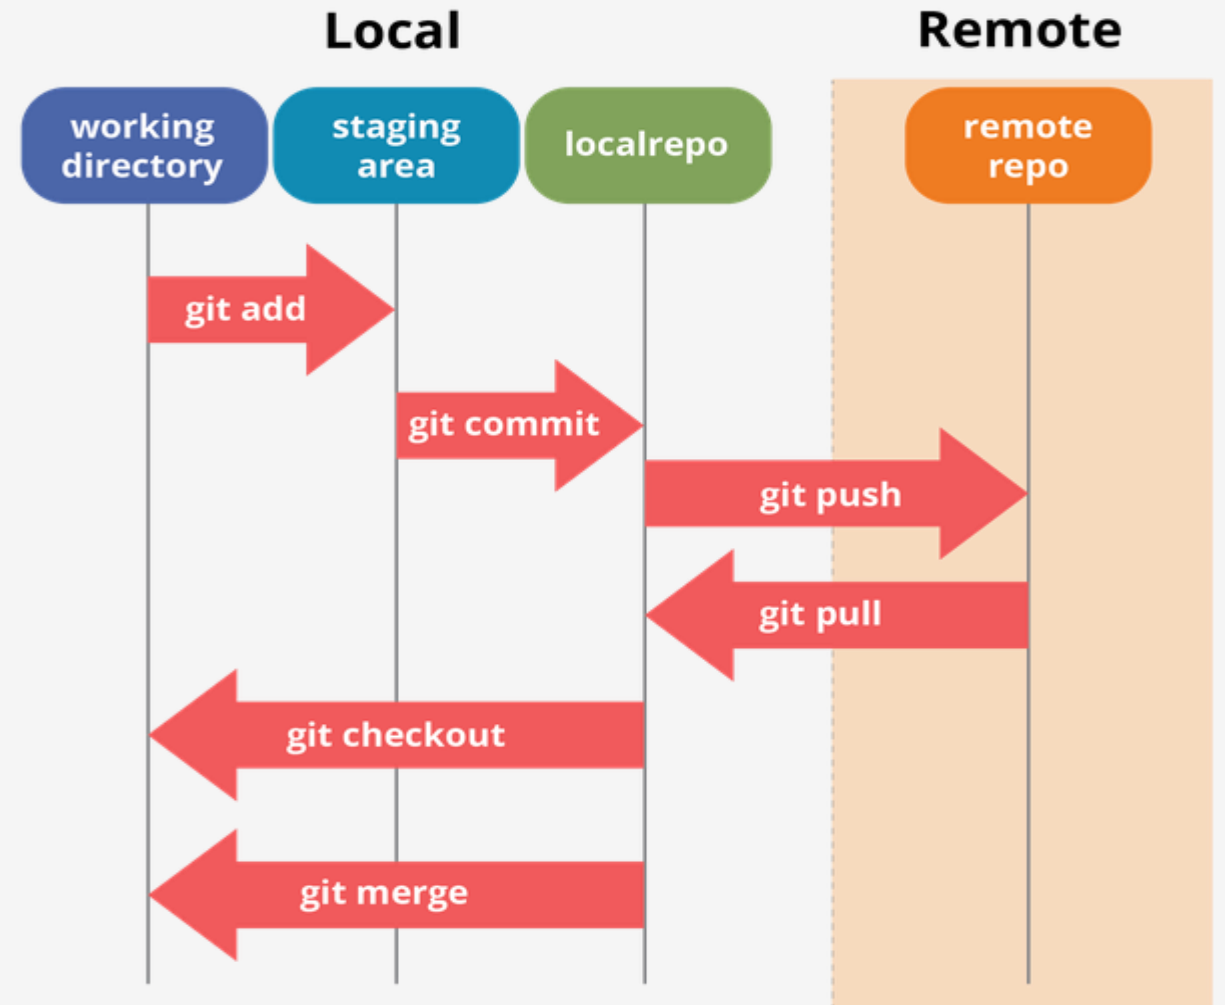 Local
Remote
working
directory
staging
area
localrepo
remote
repo
git add
git commit
git push
git pull
git checkout
git merge